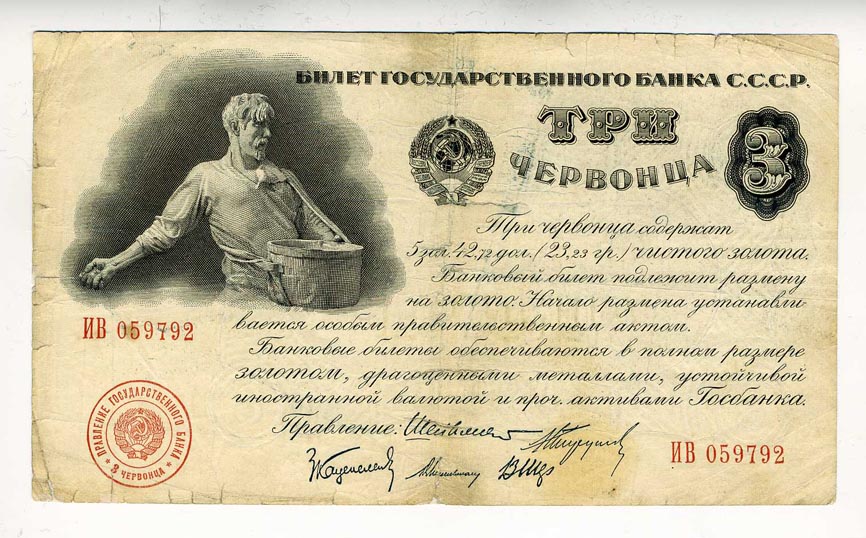 БИЛЕТ ГОСУДАРСТВЕННОГО БАНКА С.С.С.Р.
ТРИ
ЧЕРВОНЦА
3
Три червонца содержат
5 зол. 42,72 дол. (23,23 гр.) чистого золота.
Банковый билет подлежит размену
на золото. Начало размена устанавли-
вается особым правительственным актом.
Банковые билеты обеспечиваются в полном размере
золотом, драгоценными металлами, устойчивой
иностранной валютой и проч. активами Госбанка.
Правление:
ИВ 059792
ПРАВЛЕНИЕ ГОСУДАРСТВЕННОГО БАНКА
3 ЧЕРВОНЦА
ИВ 059792